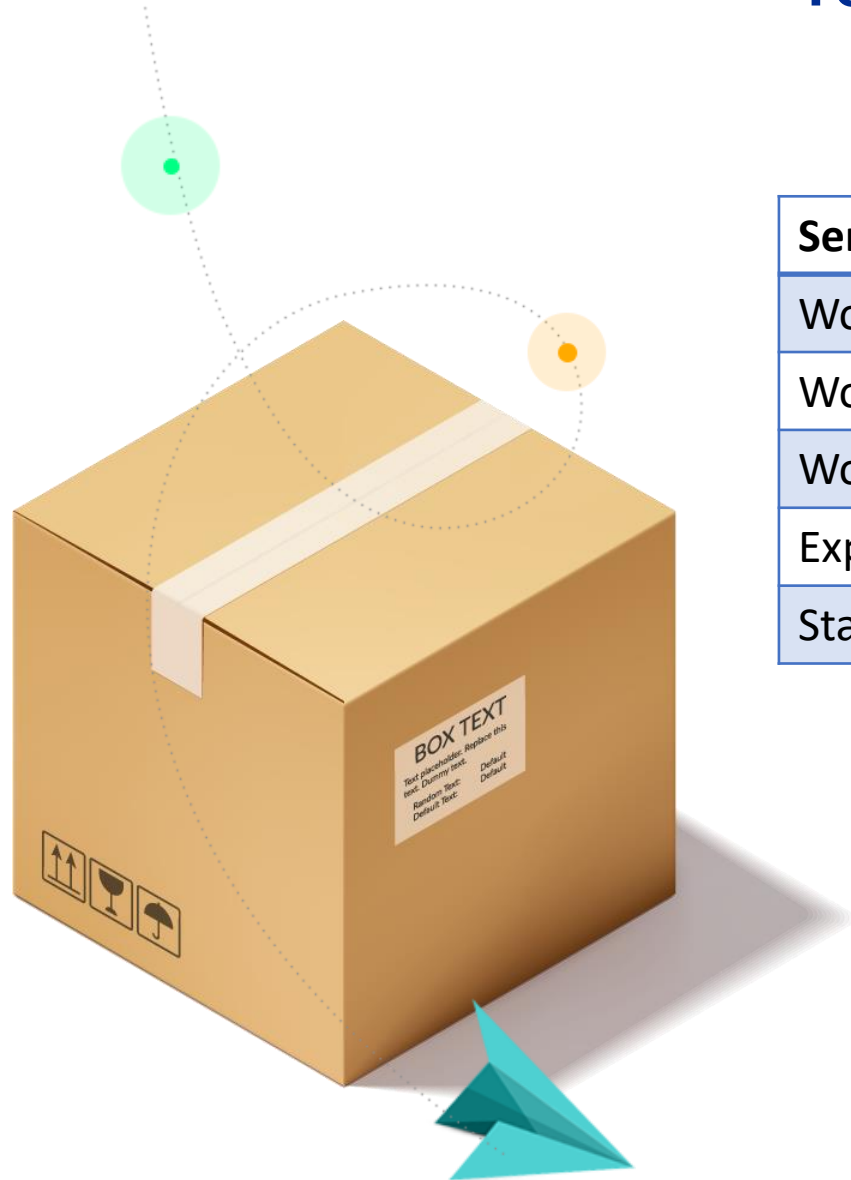 Ser
Wo
Wo
Wo
Exp
Sta
BOX TEXT
Text placeholder. Replace this
text. Dummy text.
Random Text: Default
Default Text: Default